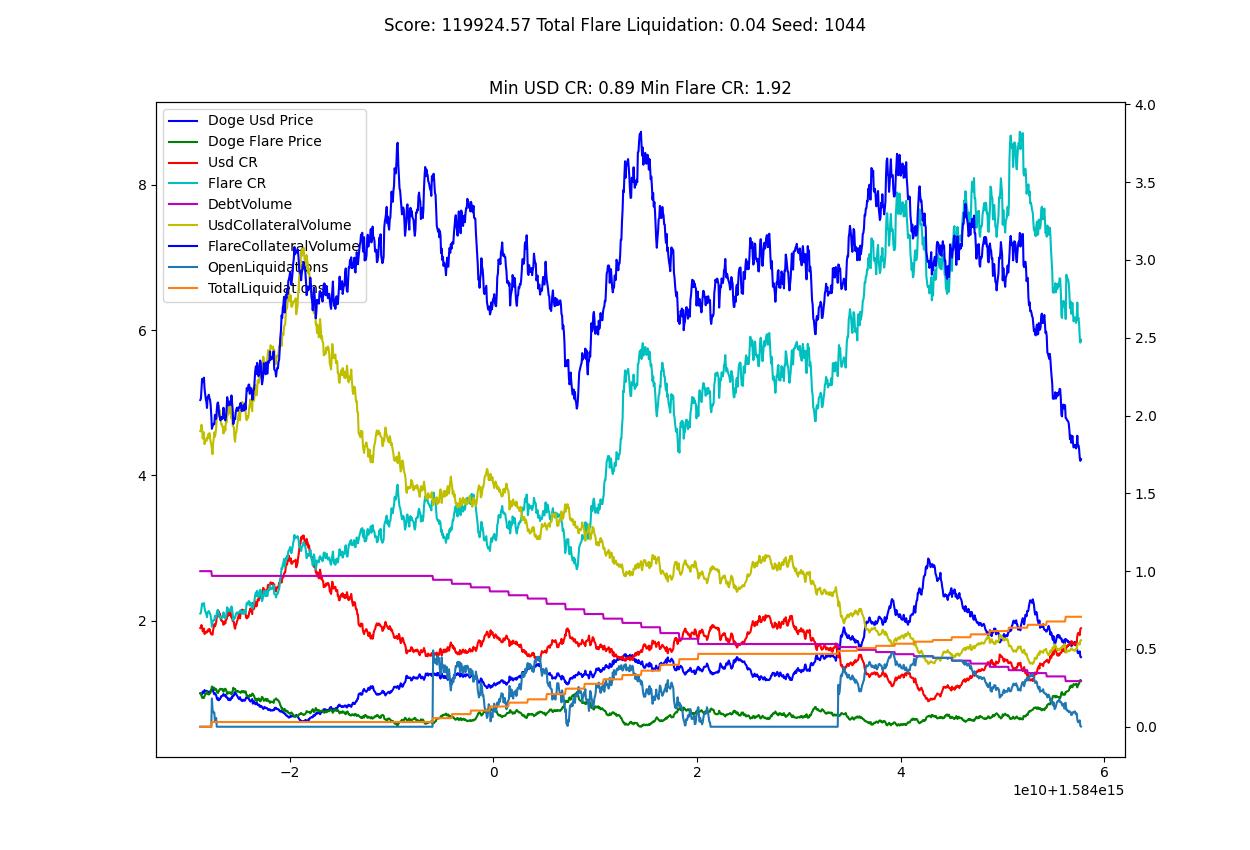 Score: 119924.57 Total Flare Liquidation: 0.04 Seed: 1044
Min USD CR: 0.89 Min Flare CR: 1.92
Doge Usd Price
Doge Flare Price
Usd CR
Flare CR
DebtVolume
UsdCollateralVolume
FlareCollateralVolume
OpenLiquidations
TotalLiquidations
8
6
4
2
4.0
3.5
3.0
2.5
2.0
1.5
1.0
0.5
0.0
−2 0 2 4 6
1e10+1.584e15